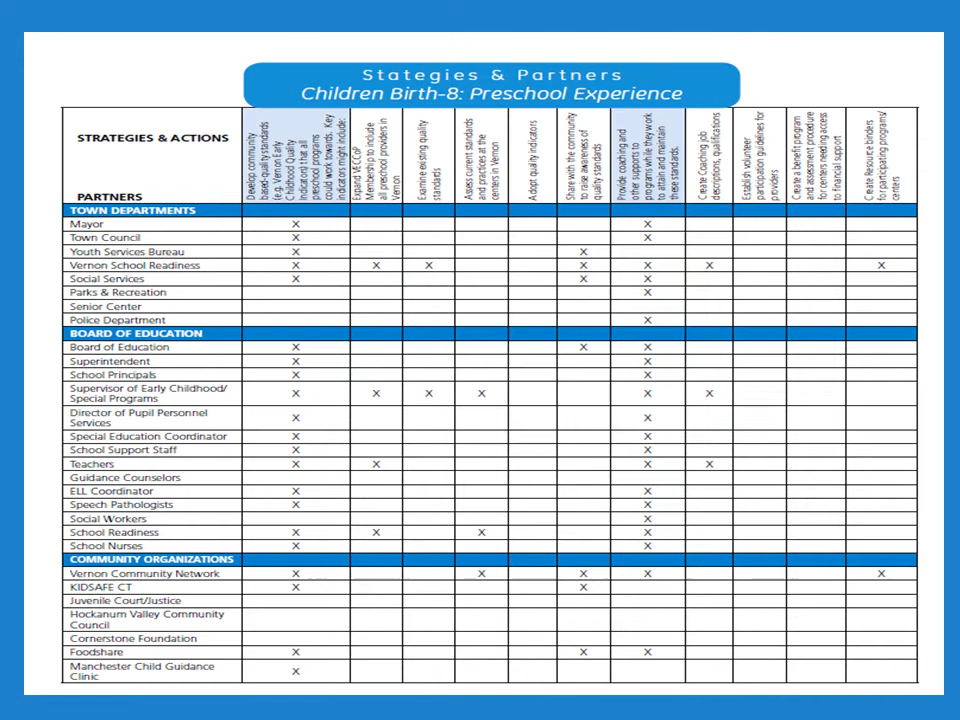 Stategies & Partners
Children Birth-8: Preschool Experience
STRATEGIES & ACTIONS
PARTNERS
Develop community
based-quality standards
(e.g. Vernon Early
Childhood Quality
Indicators) that all
preschool programs
could work towards. Key
indicators might include:
Expand VECCoP
Membership to include
all preschool providers in
Vernon
Examine existing quality
standards
Assess current standards
and practices at the
centers in Vernon
Adopt quality indicators
Share with the community
to raise awareness of
quality standards
Provide coaching and
other supports to
programs while they work
to attain and maintain
these standards.
Create Coaching job
descriptions, qualifications
Establish volunteer
participation guidelines for
providers
Create a benefit program
and assessment procedure
for centers needing access
to financial support
Create Resource binders
for participating programs/
centers
TOWN DEPARTMENTS
Mayor X X
Town Council X X
Youth Services Bureau X X
Vernon School Readiness X X X X X X X
Social Services X X X
Parks & Recreation X
Senior Center
Police Department X
BOARD OF EDUCATION
Board of Education X X X
Superintendent X X
School Principals X X
Supervisor of Early Childhood/
Special Programs X X X X X X
Director of Pupil Personnel
Services X X
Special Education Coordinator X X
School Support Staff X X
Teachers X X X X
Guidance Counselors
ELL Coordinator X X
Speech Pathologists X X
Social Workers X
School Readiness X X X X
School Nurses X X
COMMUNITY ORGANIZATIONS
Vernon Community Network X X X X X
KIDSAFE CT X X
Juvenile Court/Justice
Hockanum Valley Community
Council
Cornerstone Foundation
Foodshare X X X
Manchester Child Guidance
Clinic X